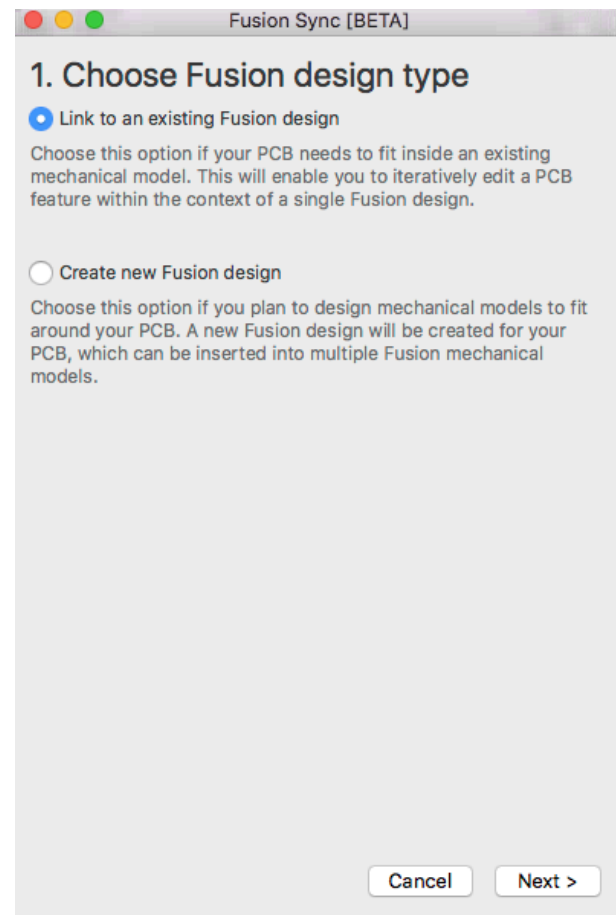 Fusion Sync [BETA]
1. Choose Fusion design type
Link to an existing Fusion design
Choose this option if your PCB needs to fit inside an existing
mechanical model. This will enable you to iteratively edit a PCB
feature within the context of a single Fusion design.
Create new Fusion design
Choose this option if you plan to design mechanical models to fit
around your PCB. A new Fusion design will be created for your
PCB, which can be inserted into multiple Fusion mechanical
models.
Cancel
Next >